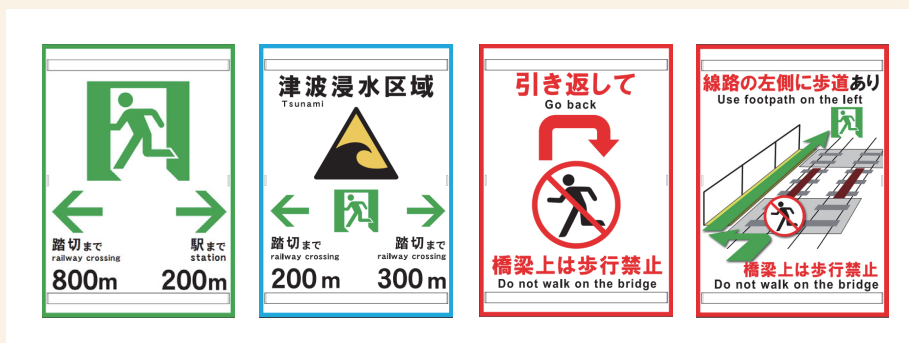 踏切まで
railway crossing
800m
駅まで
station
200m
津波浸水区域
Tsunami
踏切まで
railway crossing
200m
踏切まで
railway crossing
300m
引き返して
Go back
橋梁上は歩行禁止
Do not walk on the bridge
線路の左側に歩道あり
Use footpath on the left
橋梁上は歩行禁止
Do not walk on the bridge